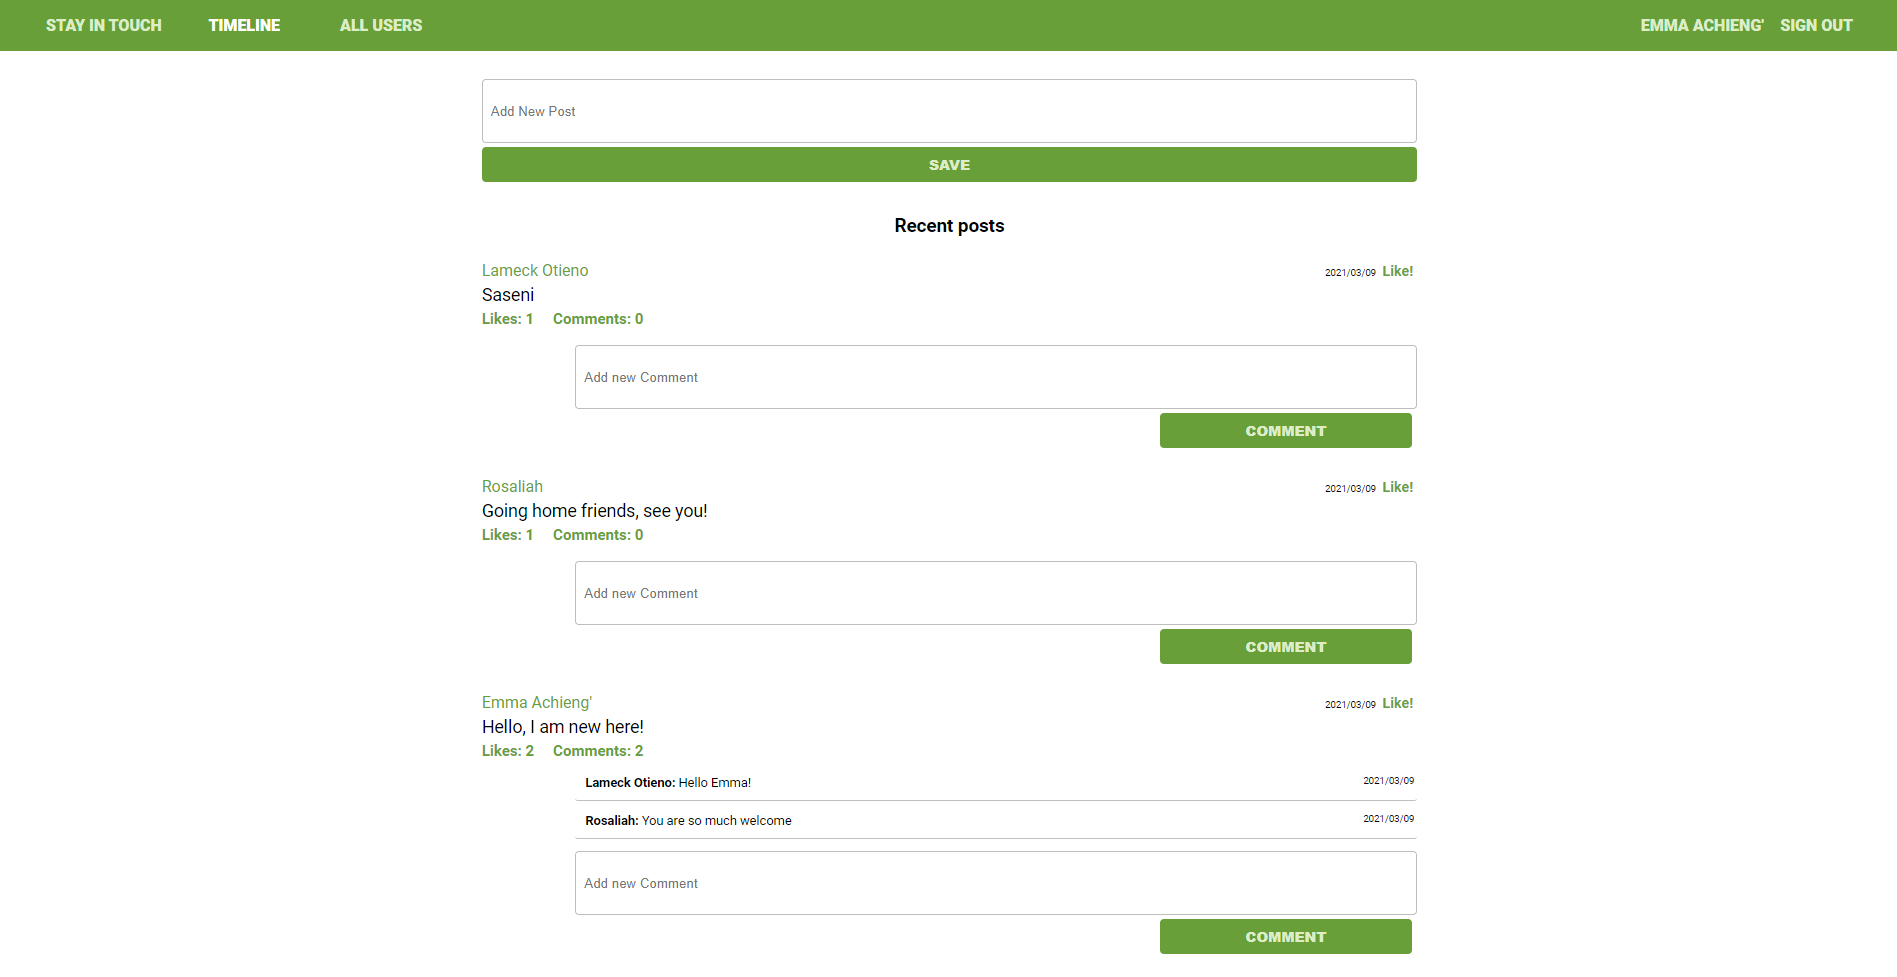 STAY IN TOUCH TIMELINE ALL USERS EMMA ACHIENG' SIGN OUT
Add New Post
SAVE
Recent posts
Lameck Otieno 2021/03/09 Like!
Saseni
Likes: 1 Comments: 0
Add new Comment
COMMENT
Rosaliah 2021/03/09 Like!
Going home friends, see you!
Likes: 1 Comments: 0
Add new Comment
COMMENT
Emma Achieng' 2021/03/09 Like!
Hello, I am new here!
Likes: 2 Comments: 2
Lameck Otieno: Hello Emma! 2021/03/09
Rosaliah: You are so much welcome 2021/03/09
Add new Comment
COMMENT